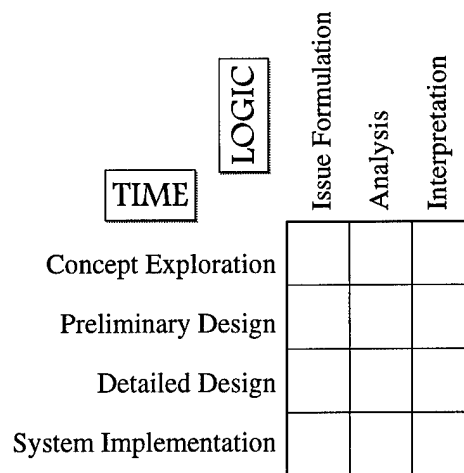 LOGIC
Issue Formulation
Analysis
Interpretation
TIME
Concept Exploration
Preliminary Design
Detailed Design
System Implementation